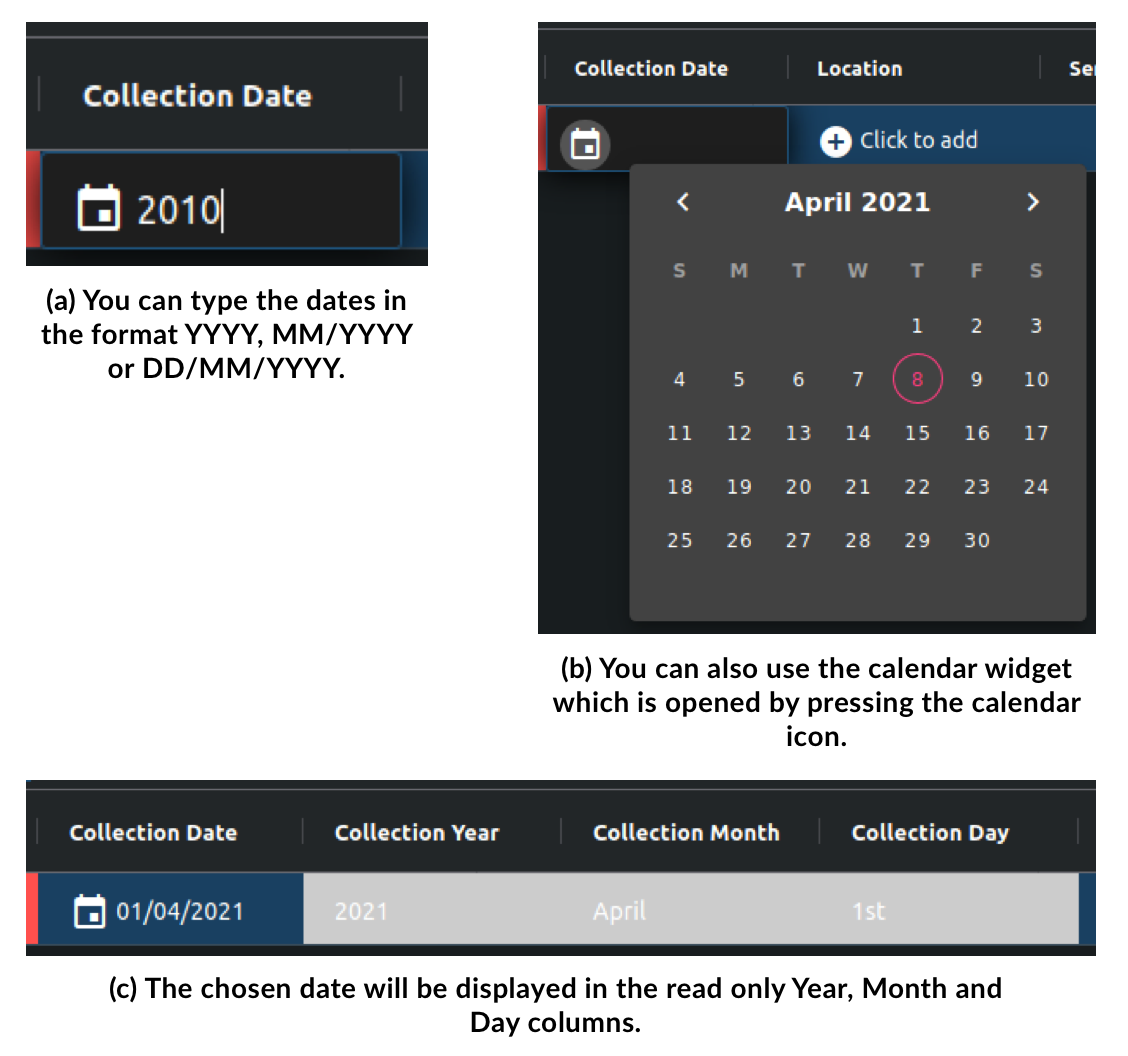 Collection Date
2010
(a) You can type the dates in
the format YYYY, MM/YYYY
or DD/MM/YYYY.
Collection Date Location
Click to add
April 2021
S M T W T F S
1 2 3
4 5 6 7 8 9 10
11 12 13 14 15 16 17
18 19 20 21 22 23 24
25 26 27 28 29 30
(b) You can also use the calendar widget
which is opened by pressing the calendar
icon.
Collection Date Collection Year Collection Month Collection Day
01/04/2021 2021 April 1st
(c) The chosen date will be displayed in the read only Year, Month and
Day columns.